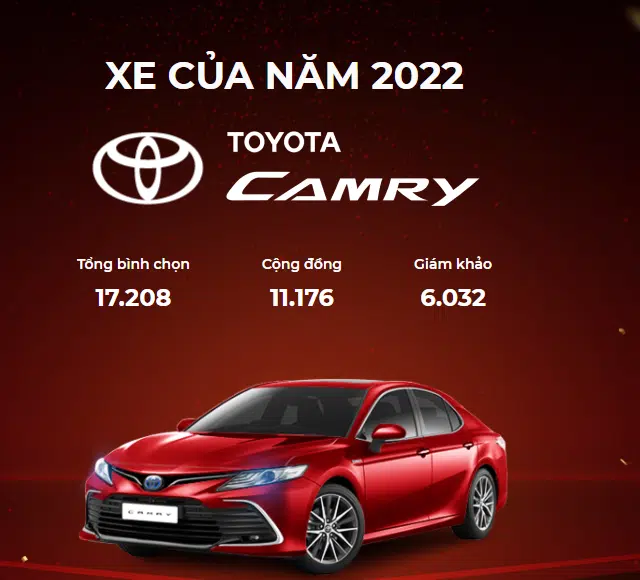 XE CỦA NĂM 2022
TOYOTA
CAMRY
Tổng bình chọn Cộng đồng Giám khảo
17.208 11.176 6.032
CAMRY